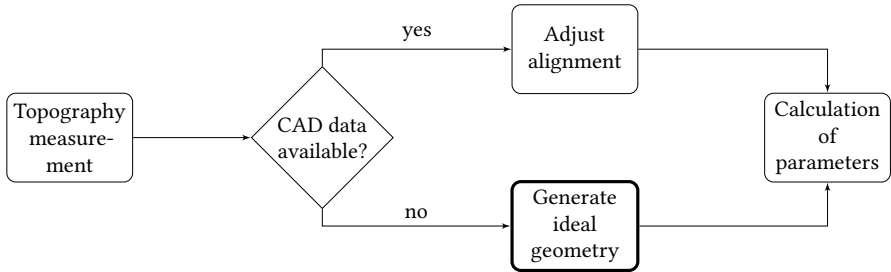 Topography
measure-
ment
CAD data
available?
yes
Adjust
alignment
no
Generate
ideal
geometry
Calculation
of
parameters